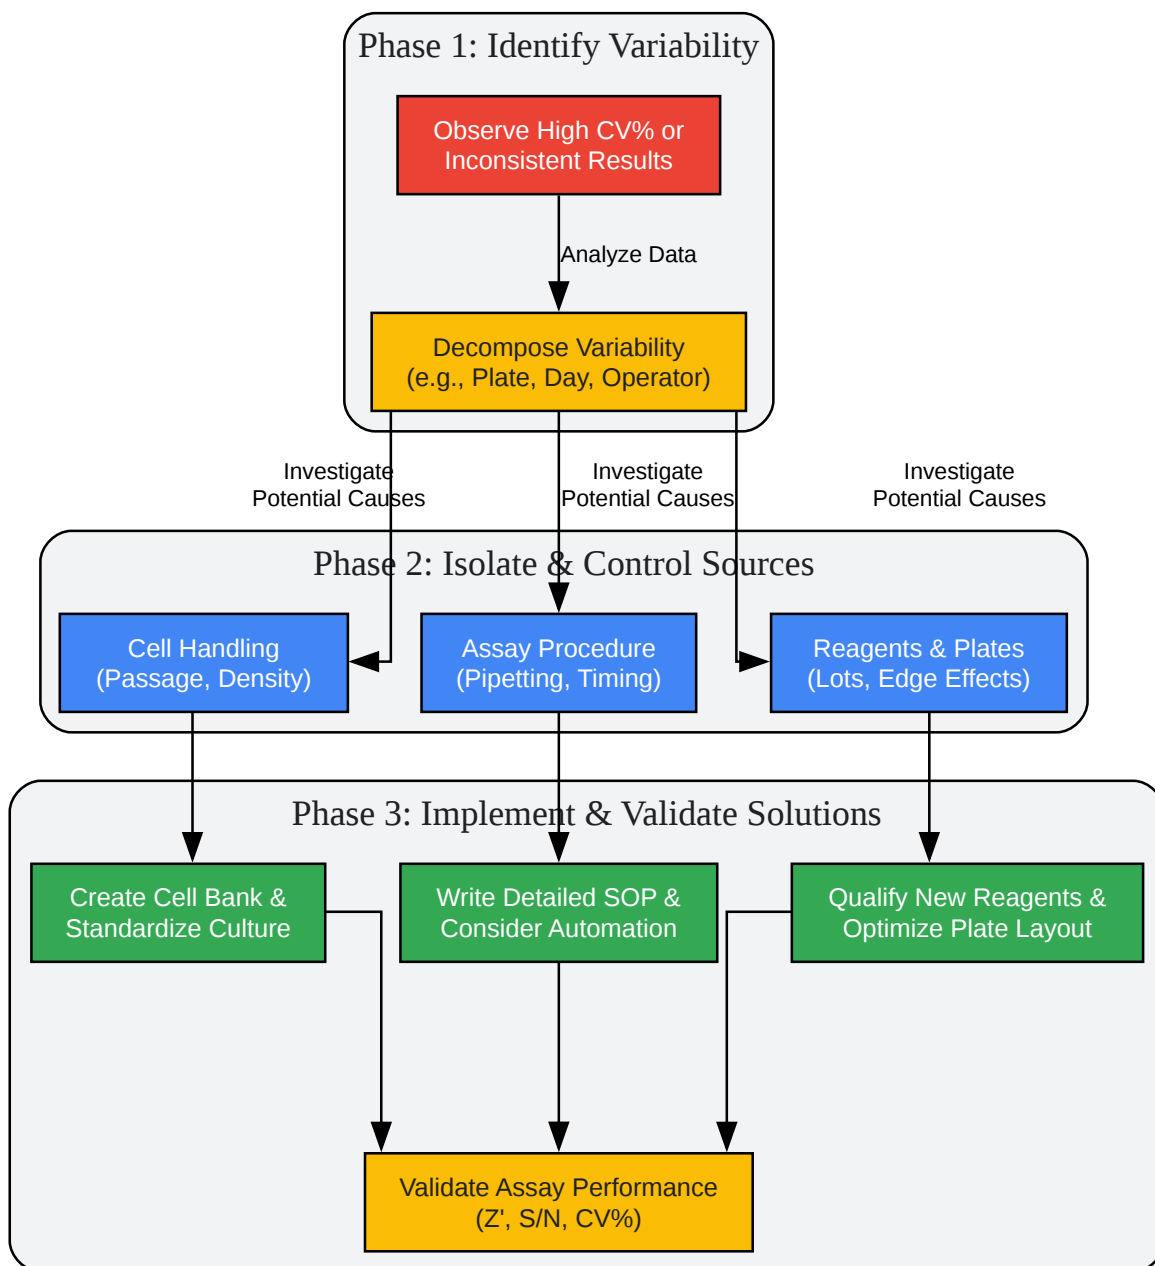 Phase 1: Identify Variability
Observe High CV% or
Inconsistent Results
Analyze Data
Decompose Variability
(e.g., Plate, Day, Operator)
Investigate
Potential Causes
Investigate
Potential Causes
Investigate
Potential Causes
Phase 2: Isolate & Control Sources
Cell Handling
(Passage, Density)
Assay Procedure
(Pipetting, Timing)
Reagents & Plates
(Lots, Edge Effects)
Phase 3: Implement & Validate Solutions
Create Cell Bank &
Standardize Culture
Write Detailed SOP &
Consider Automation
Qualify New Reagents &
Optimize Plate Layout
Validate Assay Performance
(Z', S/N, CV%)